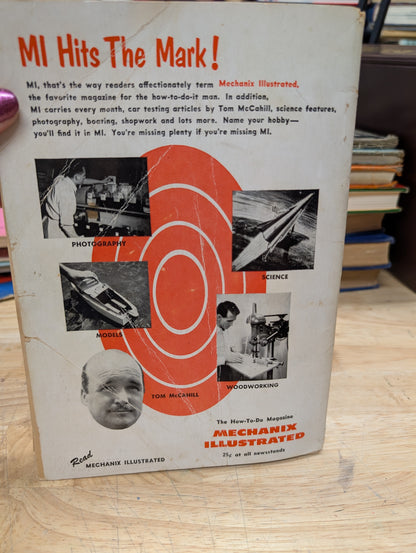 MI Hits The Mark!
MI, that's the way readers affectionately term Mechanix Illustrated,
the favorite magazine for the how-to-do-it man. In addition,
MI carries every month, car testing articles by Tom McCahill, science features,
photography, boating, shopwork and lots more. Name your hobby—
you'll find it in MI. You're missing plenty if you're missing MI.
PHOTOGRAPHY
SCIENCE
MODELS
WOODWORKING
TOM McCAHILL
The How-To-Do Magazine
MECHANIX
ILLUSTRATED
25¢ at all newsstands
Read MECHANIX ILLUSTRATED